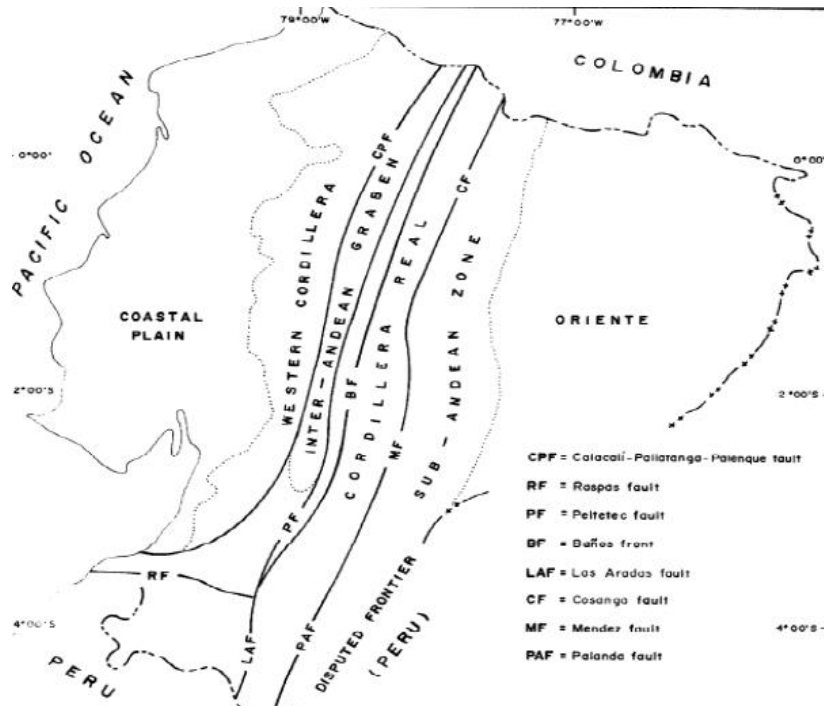 79°00'W
77°00'W
COLOMBIA
PACIFIC OCEAN
0°00'
0°00'
CPF
WESTERN CORDILLERA
INTER-ANDEAN GRABEN
CORDILLERA REAL
CF
SUB-ANDEAN ZONE
COASTAL
PLAIN
ORIENTE
2°00'S
2°00'S
BF
MF
PF
RF
LAF
PAF
DISPUTED FRONTIER
(PERU)
4°00'S
4°00'S
PERU
CPF = Calacalí-Pallatanga-Palenque fault
RF = Raspas fault
PF = Peltetec fault
BF = Baños front
LAF = Las Aradas fault
CF = Cosanga fault
MF = Mendez fault
PAF = Palanda fault